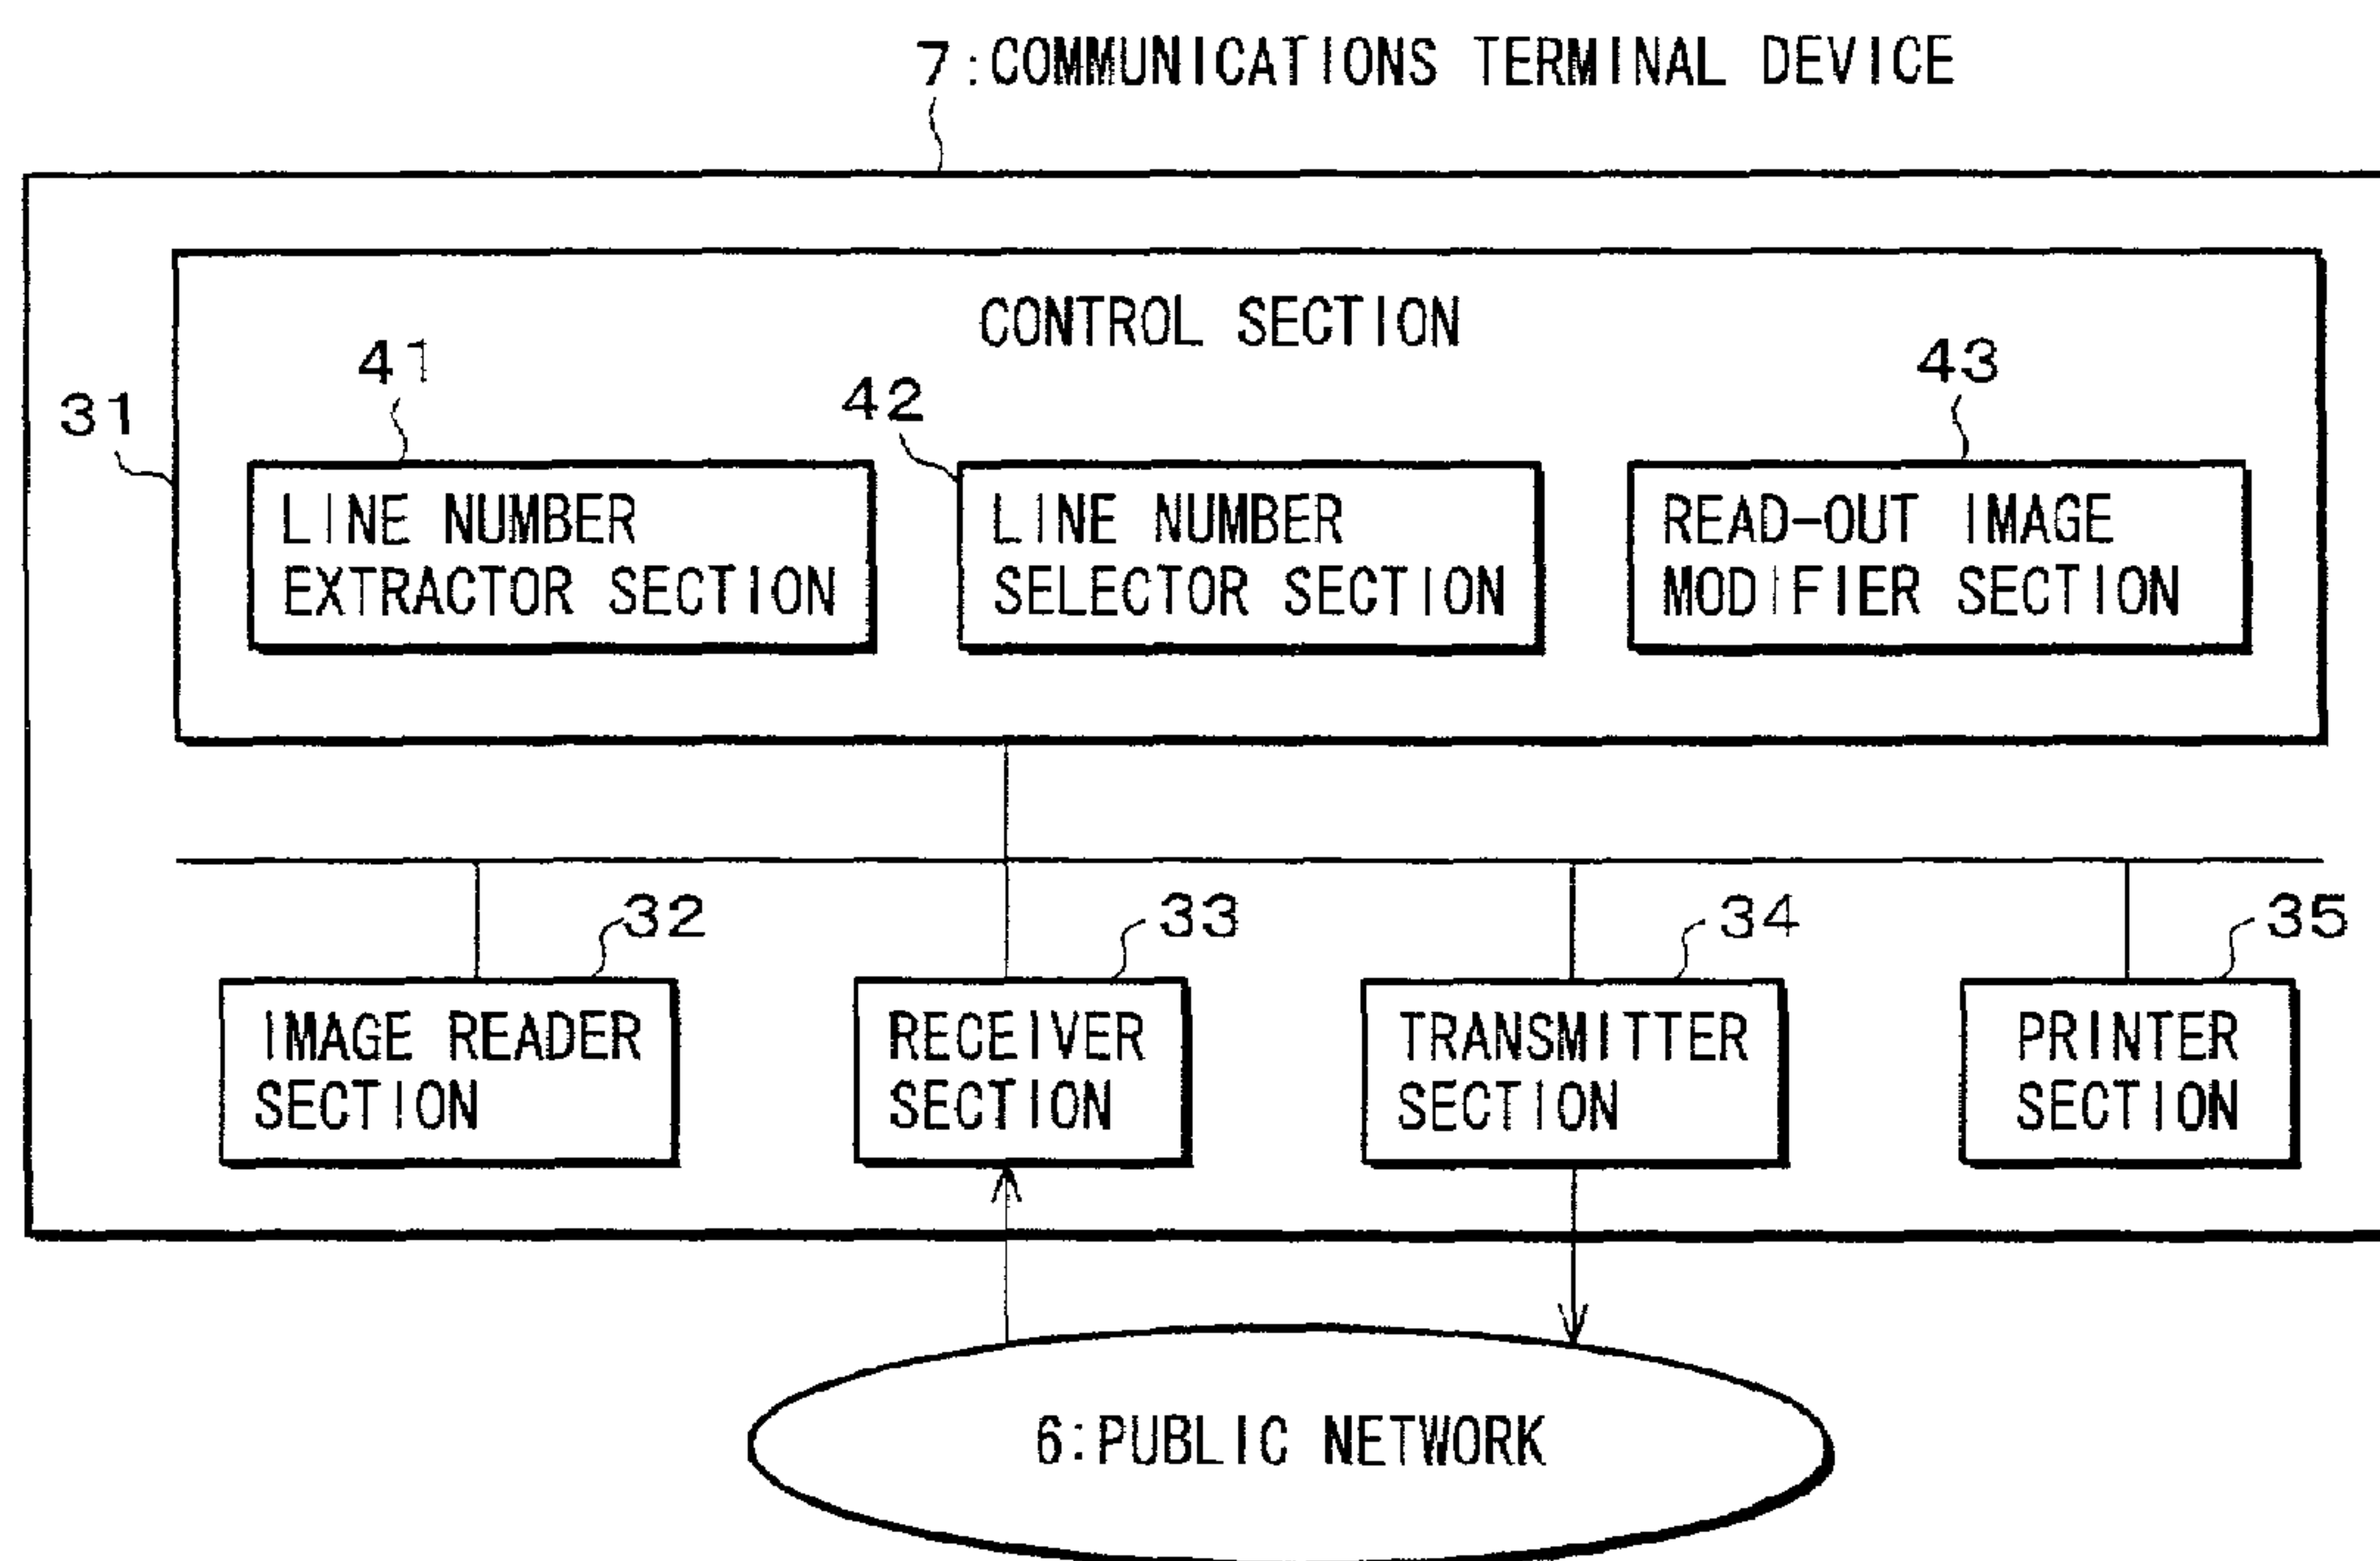 7:COMMUNICATIONS TERMINAL DEVICE
CONTROL SECTION
31
41
42
43
LINE NUMBER
EXTRACTOR SECTION
LINE NUMBER
SELECTOR SECTION
READ-OUT IMAGE
MODIFIER SECTION
32
33
34
35
IMAGE READER
SECTION
RECEIVER
SECTION
TRANSMITTER
SECTION
PRINTER
SECTION
6:PUBLIC NETWORK